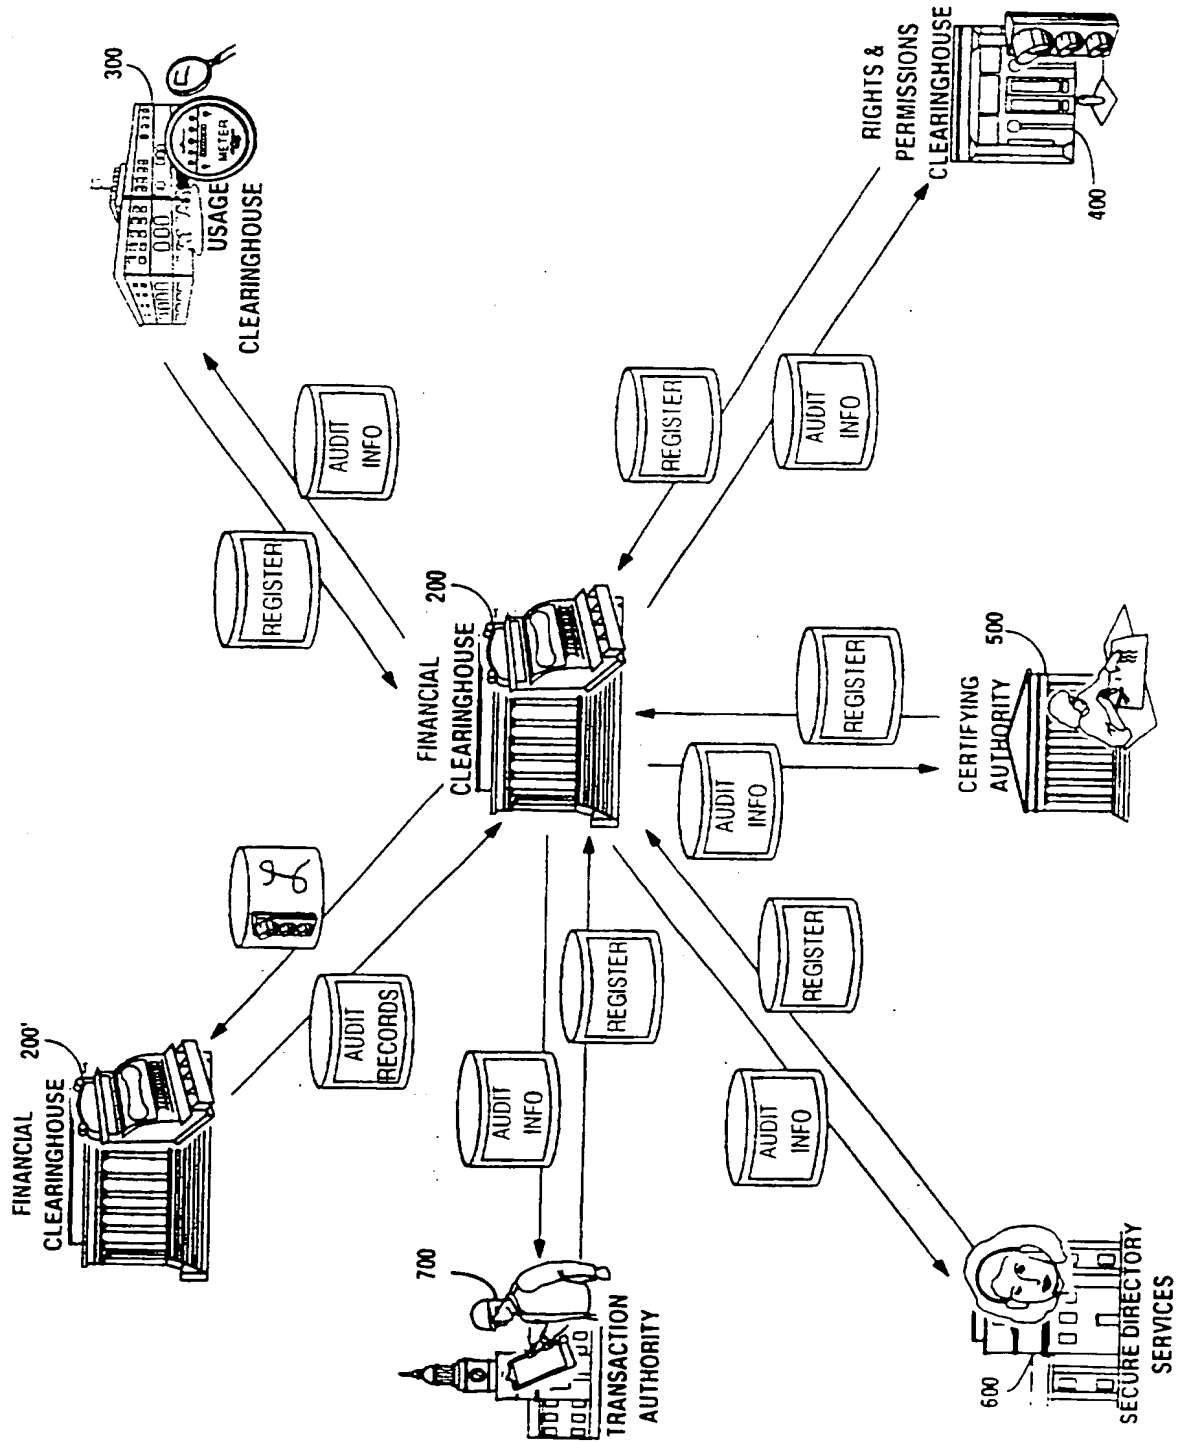 FINANCIAL
CLEARINGHOUSE
200'
300
METER
USAGE
CLEARINGHOUSE
REGISTER
AUDIT
INFO
AUDIT
RECORDS
FINANCIAL
CLEARINGHOUSE
200
700
TRANSACTION
AUTHORITY
AUDIT
INFO
REGISTER
REGISTER
AUDIT
INFO
RIGHTS &
PERMISSIONS
CLEARINGHOUSE
400
AUDIT
INFO
REGISTER
AUDIT
INFO
REGISTER
CERTIFYING
AUTHORITY
500
600
SECURE DIRECTORY
SERVICES